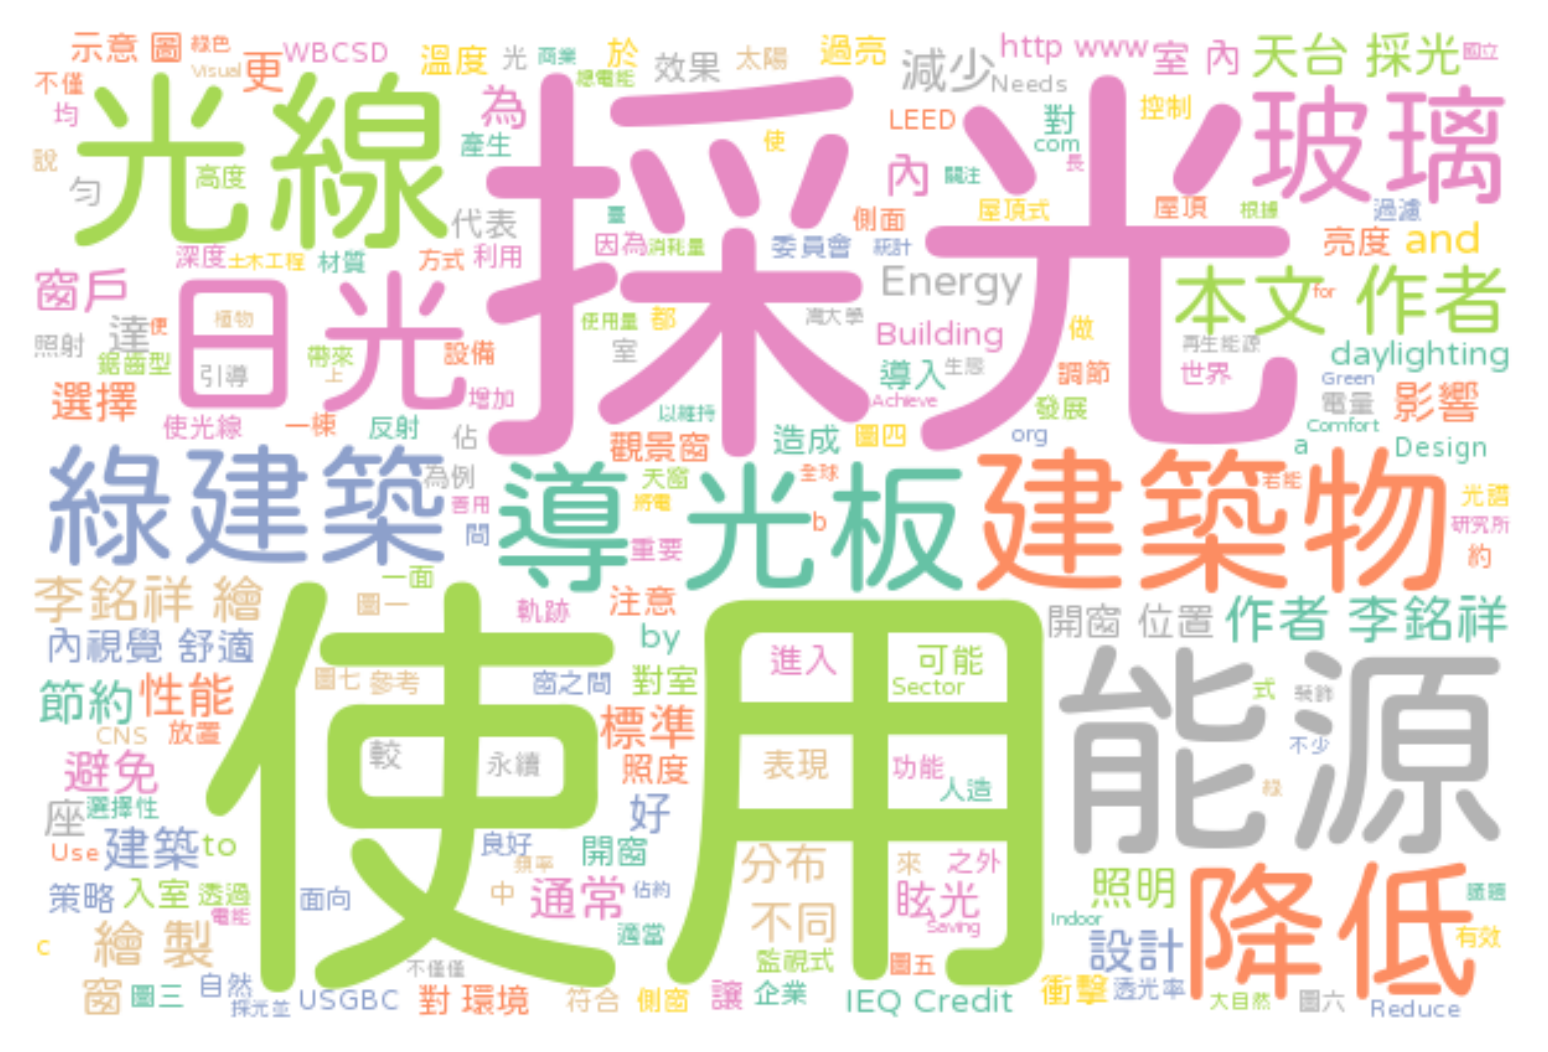 示意 圖 綠色 WBCSD 溫度 光 商業 於 效果 太陽 過亮 減少 http www 室 內 天台 採光 國立
不僅 Visual 更 總電能 Needs
光線 採光 玻璃
均 為 使 LEED 對 控制
說 產生 內 關注 com 長
匀 高度 代表 臺 側面 屋頂式 屋頂 根據 過濾
深度 土木工程 材質 方式 利用 因為 消耗量 委員會 統計 亮度 and
窗戶 日光 Energy 本文 作者 for
照射 達 便 植物 使用量 都 灣大學 Building 做 再生能源 daylighting
鋸齒型 引導 帶來 上 設備 室 導入 生態 調節 世界 Green
選擇 增加 以維持 Achieve 發展 電量 影響
使光線 一棟 反射 佔 觀景窗 造成 圖四 org Comfort a Design
綠建築 為例 導光板 天窗 全球 建築物 若能 光譜
善用 間 將電 重要 b 研究所 約
李銘祥 繪 一面 圖一 軌跡 注意 by 開窗 位置 作者 李銘祥
內視覺 舒適 使用 進入 可能 能源
節約 性能 圖七 參考 窗之間 對室 Sector 式 裝飾
CNS 放置 標準 不少
避免 較 永續 照度 表現 功能 人造 綠
座 選擇性 好
Use 建築 to 良好 頻率 開窗 分布 來 之外 降低
策略 入室 透過 面向 中 通常 佔約 眩光 照明 議題
電能 不同 Saving Indoor
c 繪 製 適當 監視式 圖五 設計 有效
不僅僅
窗 圖三 自然 採光並 USGBC 對 環境 符合 側窗 讓 企業 IEQ Credit 衝擊 透光率 大自然 圖六 Reduce